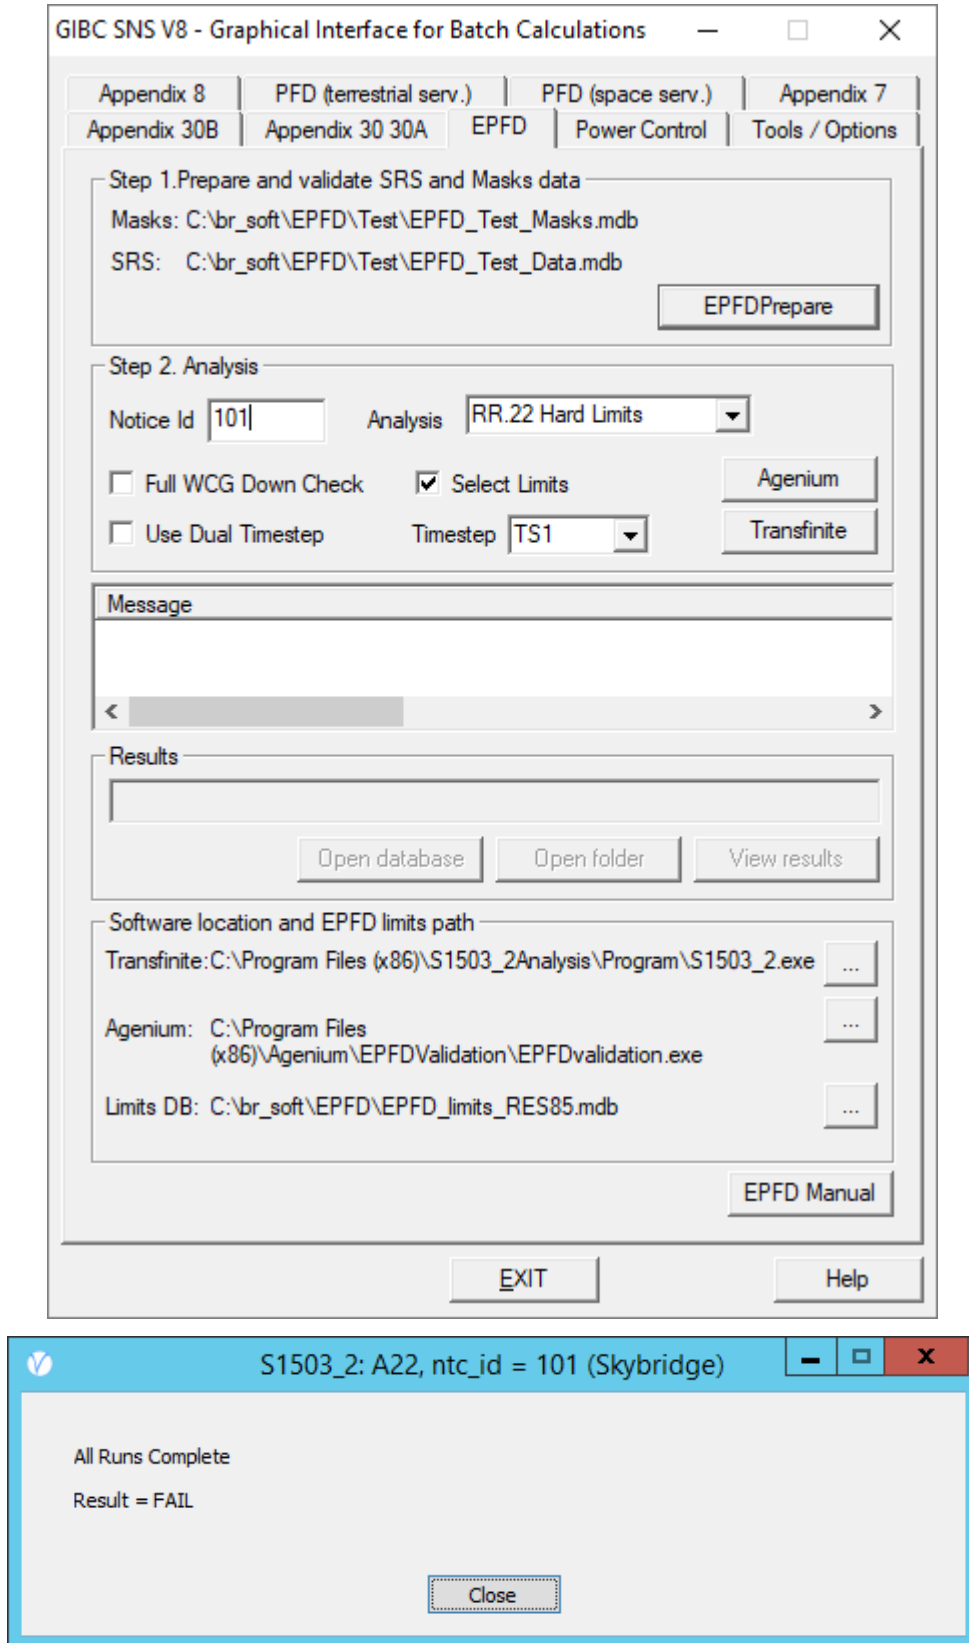 GIBC SNS V8 - Graphical Interface for Batch Calculations
Appendix 8 PFD (terrestrial serv.) PFD (space serv.) Appendix 7
Appendix 30B Appendix 30 30A EPFD Power Control Tools / Options
Step 1.Prepare and validate SRS and Masks data
Masks: C:\br_soft\EPFD\Test\EPFD_Test_Masks.mdb
SRS: C:\br_soft\EPFD\Test\EPFD_Test_Data.mdb
EPFDPrepare
Step 2. Analysis
Notice Id 101 Analysis RR.22 Hard Limits
Full WCG Down Check Select Limits Agenium
Use Dual Timestep Timestep TS1 Transfinite
Message
Results
Open database Open folder View results
Software location and EPFD limits path
Transfinite: C:\Program Files (x86)\S1503_2Analysis\Program\S1503_2.exe ...
Agenium: C:\Program Files ...
(x86)\Agenium\EPFDValidation\EPFDvalidation.exe
Limits DB: C:\br_soft\EPFD\EPFD_limits_RES85.mdb ...
EPFD Manual
EXIT Help
S1503_2: A22, ntc_id = 101 (Skybridge)
All Runs Complete
Result = FAIL
Close